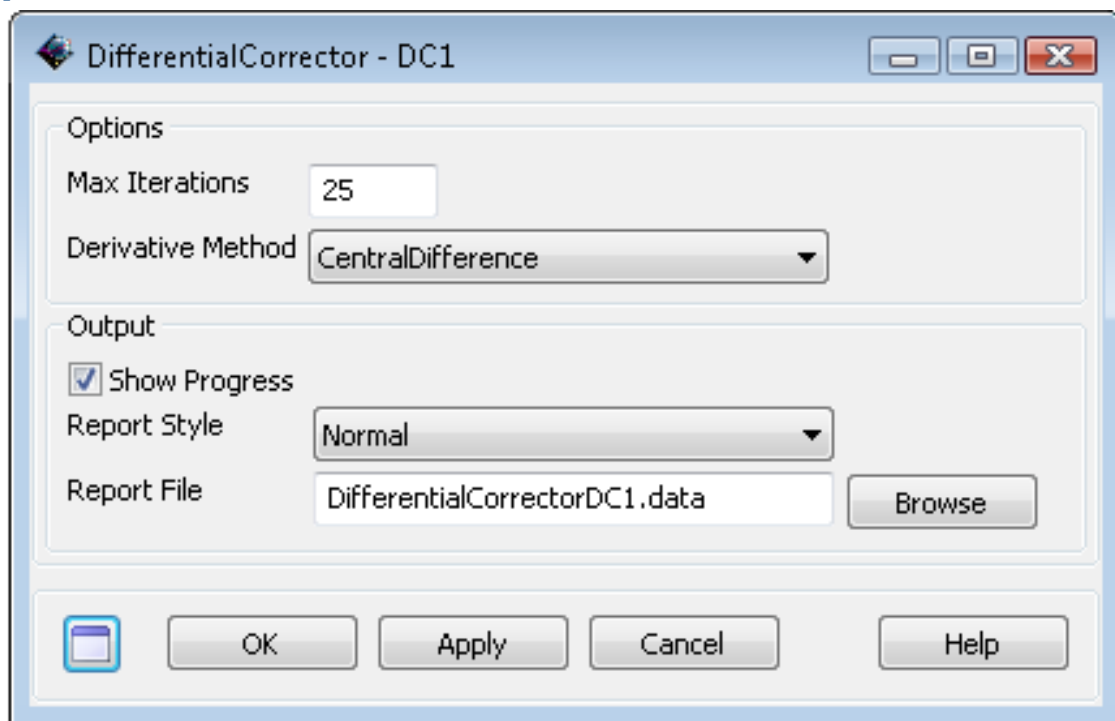 DifferentialCorrector - DC1
Options
Max Iterations 25
Derivative Method CentralDifference
Output
Show Progress
Report Style Normal
Report File DifferentialCorrectorDC1.data Browse
OK Apply Cancel Help